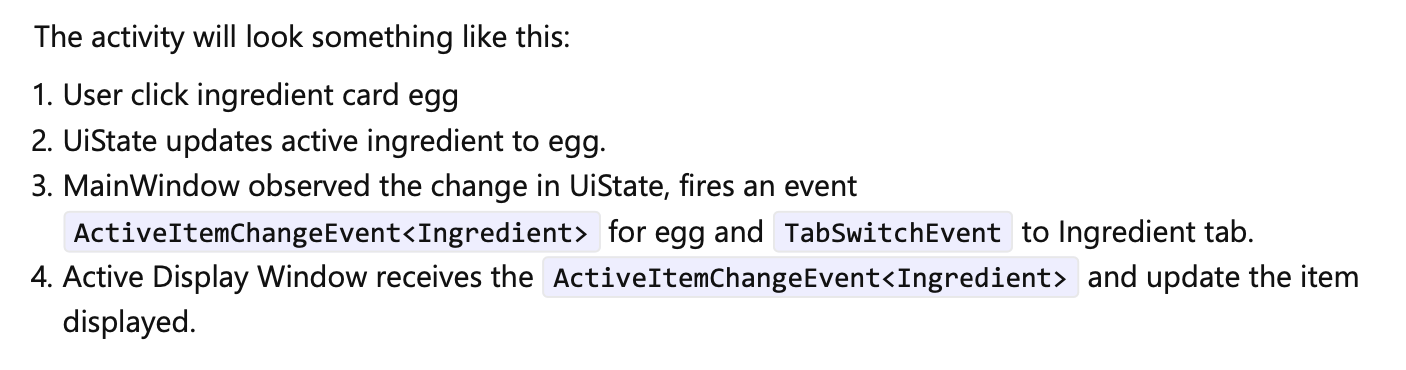 The activity will look something like this:
1. User click ingredient card egg
2. UiState updates active ingredient to egg.
3. MainWindow observed the change in UiState, fires an event
ActiveItemChangeEvent<Ingredient> for egg and TabSwitchEvent to Ingredient tab.
4. Active Display Window receives the ActiveItemChangeEvent<Ingredient> and update the item
displayed.